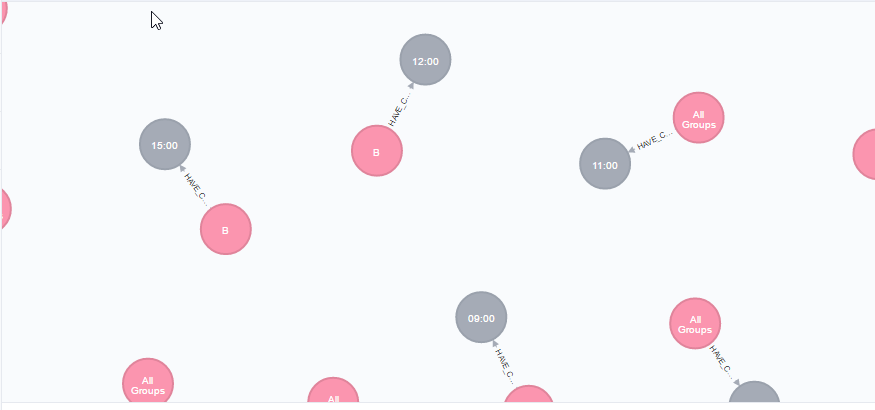 12:00
HAVE_C...
B
15:00
HAVE_C...
B
All
Groups
HAVE_C...
11:00
09:00
HAVE_C...
All
Groups
HAVE_C...
All
Groups
All